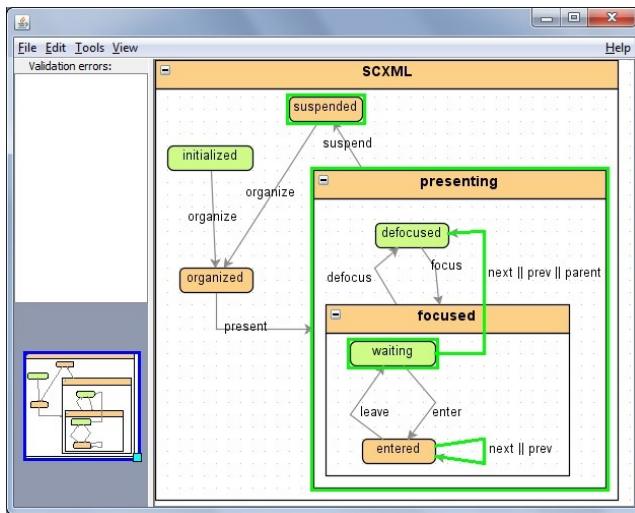 File Edit Tools View Help
Validation errors:
SCXML
suspended
suspend
initialized
organize
organize
organized
present
presenting
defocused
defocus
focus
next || prev || parent
focused
waiting
leave
enter
entered
next || prev